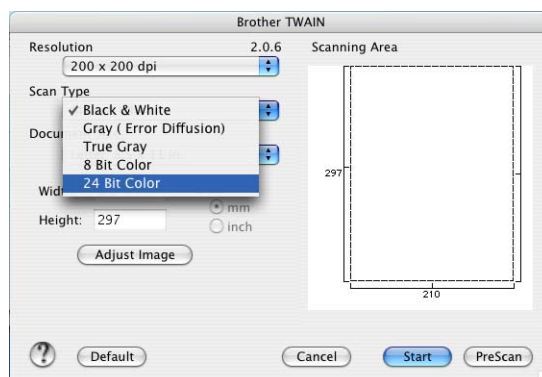 Brother TWAIN
Resolution 2.0.6
200 x 200 dpi
Scan Type
✓ Black & White
Gray ( Error Diffusion)
True Gray
8 Bit Color
24 Bit Color
Docu
Wid
mm
Height: 297
inch
Adjust Image
Scanning Area
297
210
? Default Cancel Start PreScan